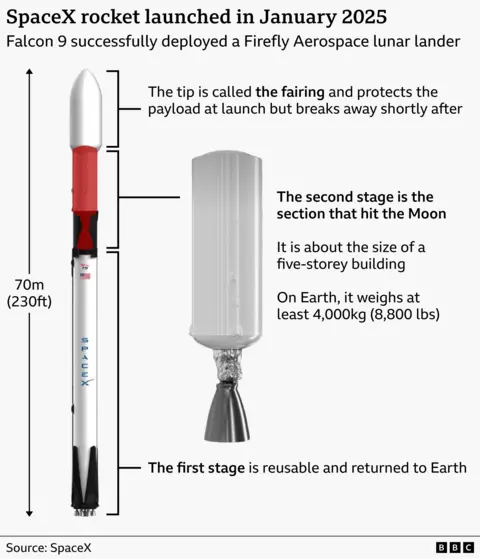 SpaceX rocket launched in January 2025
Falcon 9 successfully deployed a Firefly Aerospace lunar lander
The tip is called the fairing and protects the
payload at launch but breaks away shortly after
The second stage is the
section that hit the Moon
It is about the size of a
five-storey building
On Earth, it weighs at
least 4,000kg (8,800 lbs)
70m
(230ft)
SPACEX
The first stage is reusable and returned to Earth
Source: SpaceX
BBC